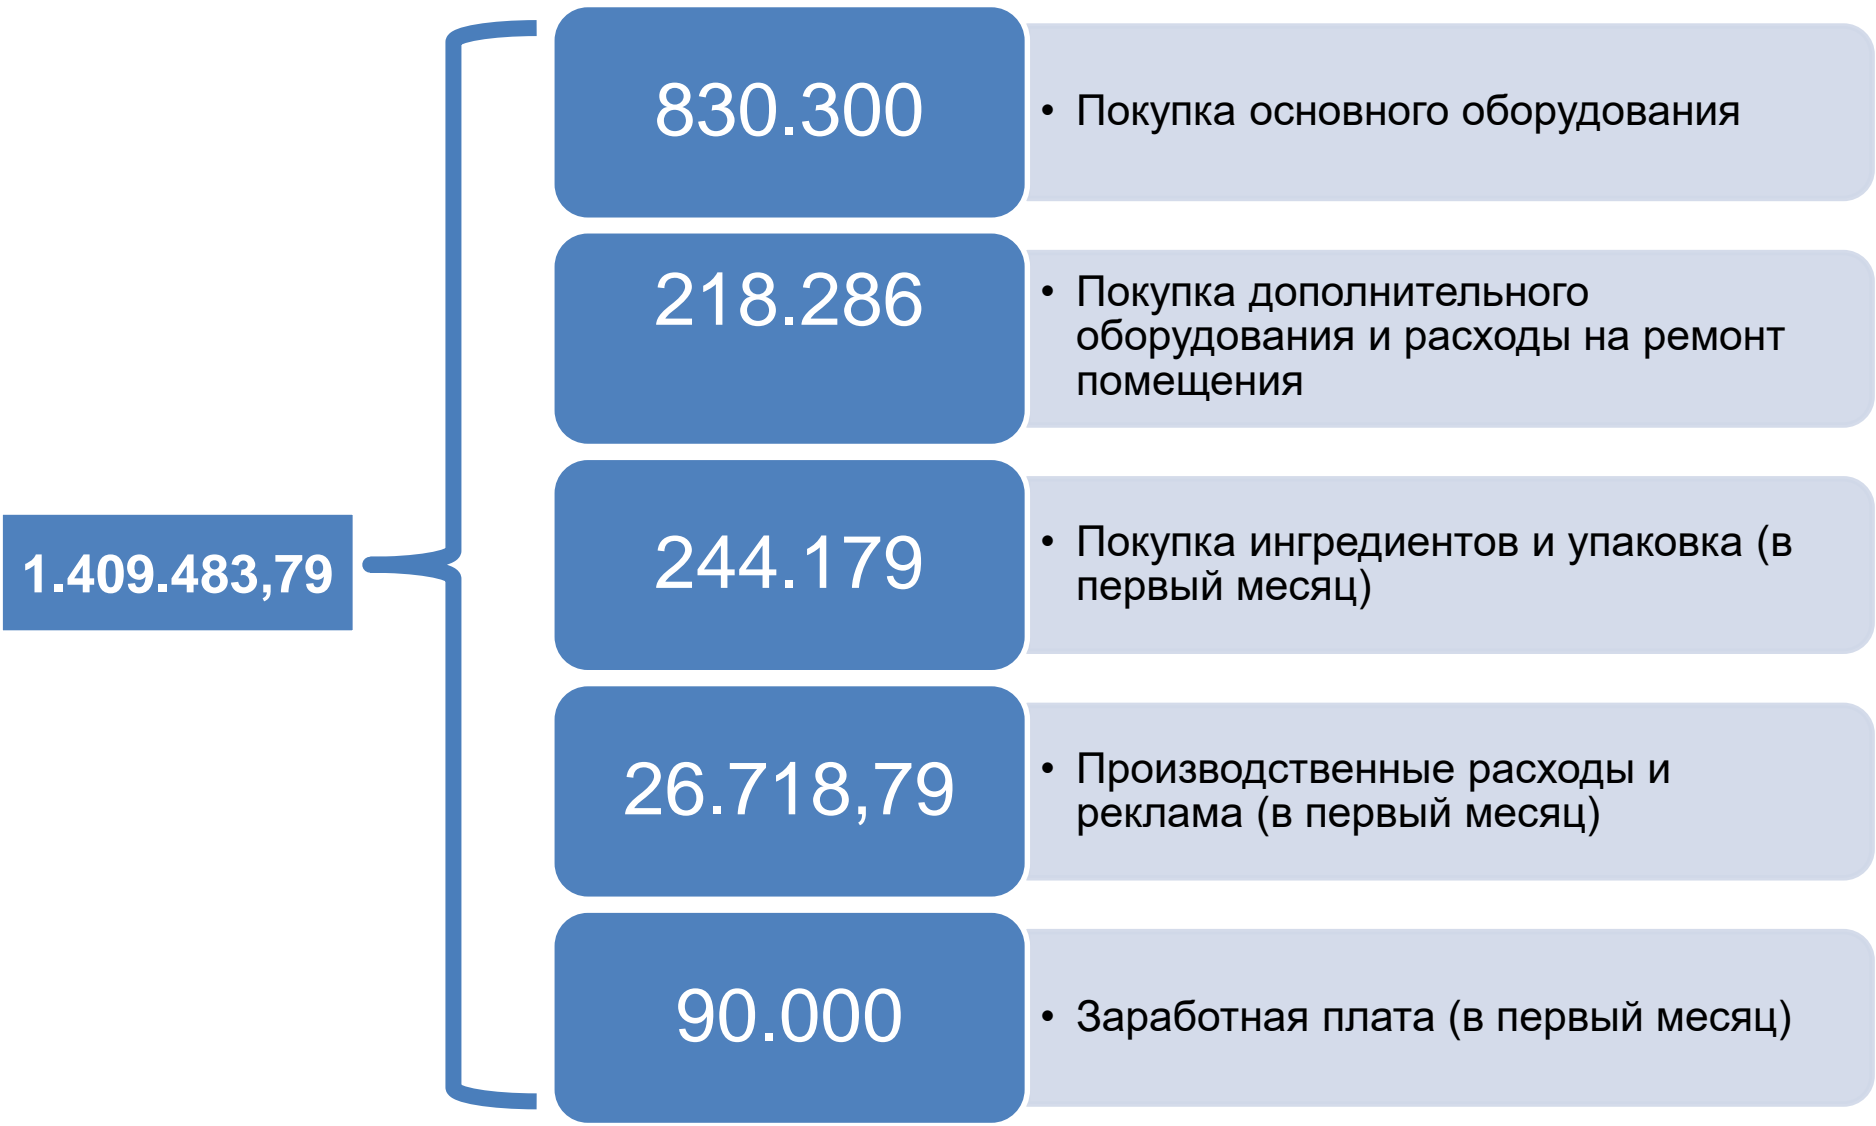 830.300
• Покупка основного оборудования
218.286
• Покупка дополнительного
оборудования и расходы на ремонт
помещения
1.409.483,79
244.179
• Покупка ингредиентов и упаковка (в
первый месяц)
26.718,79
• Производственные расходы и
реклама (в первый месяц)
90.000
• Заработная плата (в первый месяц)